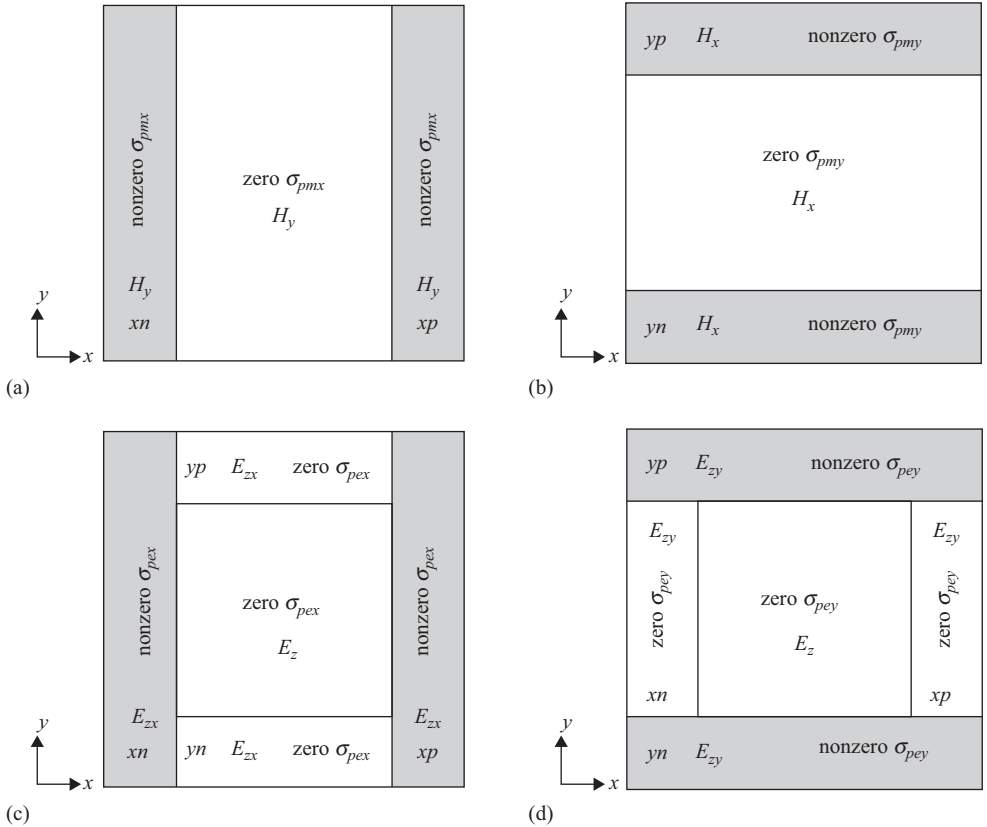 nonzero σpmx
Hy
xn
zero σpmx
Hy
nonzero σpmx
Hy
xp
y
x
(a)
yp Hx nonzero σpmy
zero σpmy
Hx
yn Hx nonzero σpmy
y
x
(b)
nonzero σpex
Ezx
xn
yp Ezx zero σpex
zero σpex
Ez
yn Ezx zero σpex
nonzero σpex
Ezx
xp
y
x
(c)
yp Ezy nonzero σpey
Ezy
zero σpey
xn
zero σpey
Ez
Ezy
zero σpey
xp
yn Ezy nonzero σpey
y
x
(d)